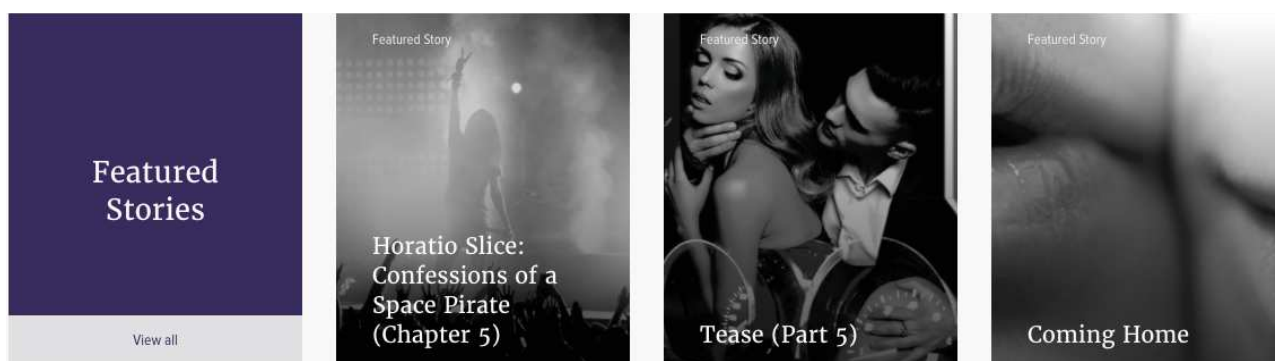 Featured
Stories
View all
Featured Story
Horatio Slice:
Confessions of a
Space Pirate
(Chapter 5)
Featured Story
Tease (Part 5)
Featured Story
Coming Home